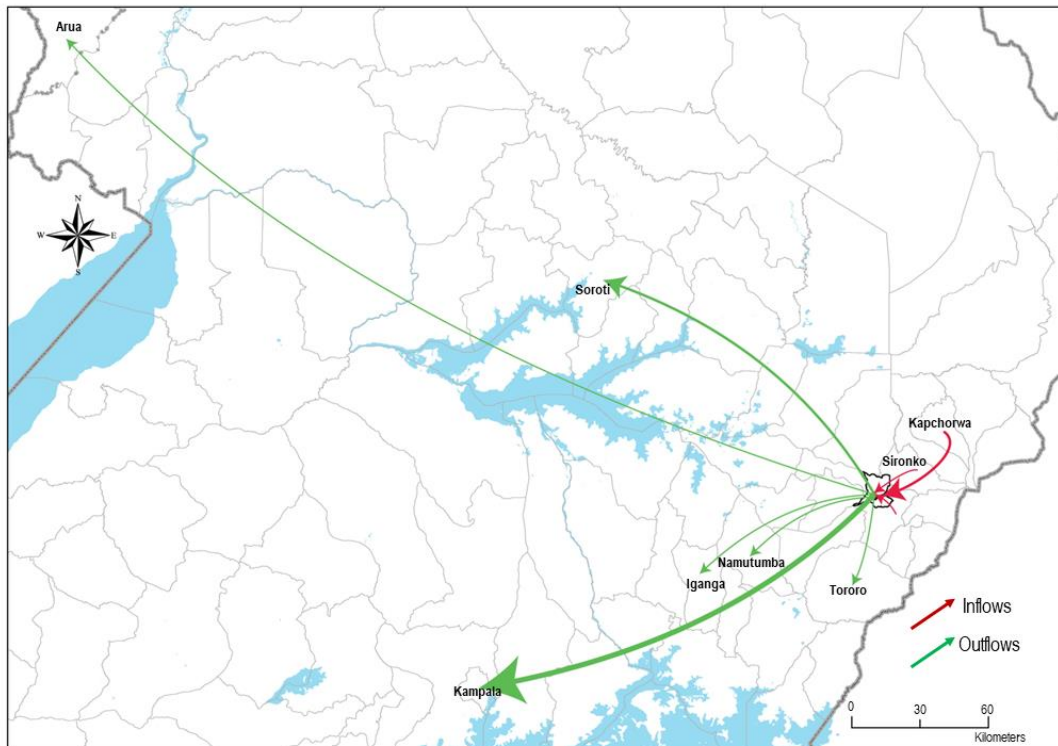 Arua
N
W
E
S
Soroti
Kapchorwa
Sironko
Namutumba
Iganga
Tororo
Inflows
Outflows
Kampala
0 30 60
Kilometers